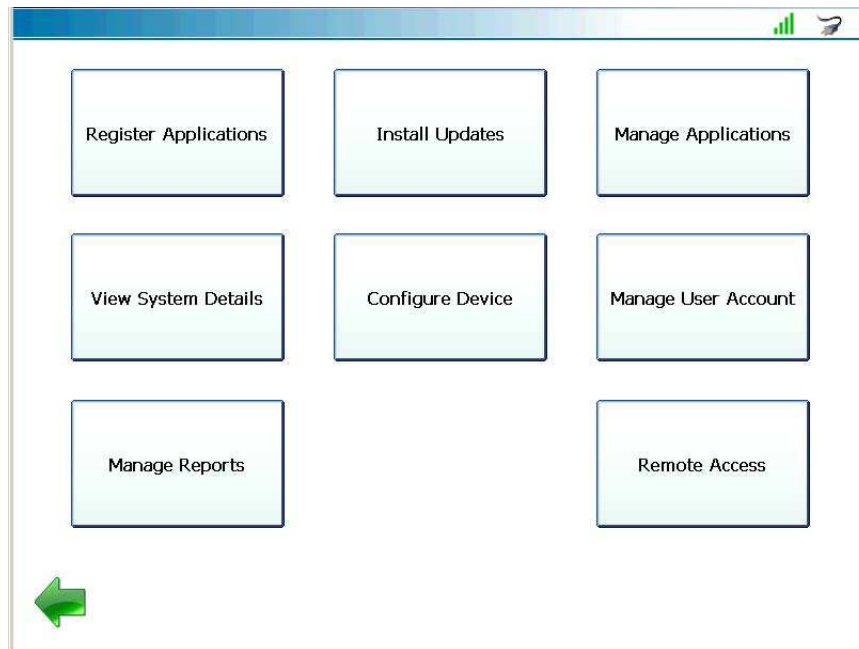 Register Applications
Install Updates
Manage Applications
View System Details
Configure Device
Manage User Account
Manage Reports
Remote Access